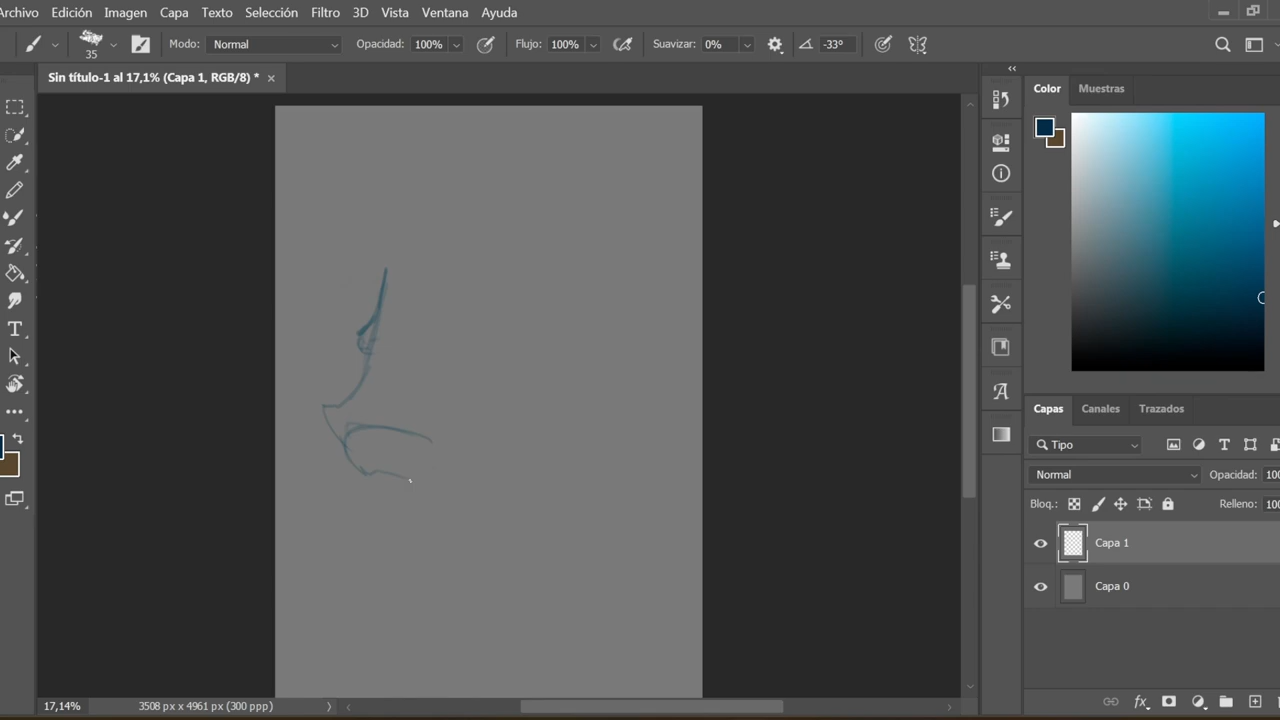 Archivo Edición Imagen Capa Texto Selección Filtro 3D Vista Ventana Ayuda
35 Modo: Normal Opacidad: 100% Flujo: 100% Suavizar: 0% -33°
Sin título-1 al 17,1% (Capa 1, RGB/8) *
Color Muestras
Capas Canales Trazados
Tipo
Normal Opacidad: 100
Bloq.: Relleno: 100
Capa 1
Capa 0
17,14% 3508 px x 4961 px (300 ppp)